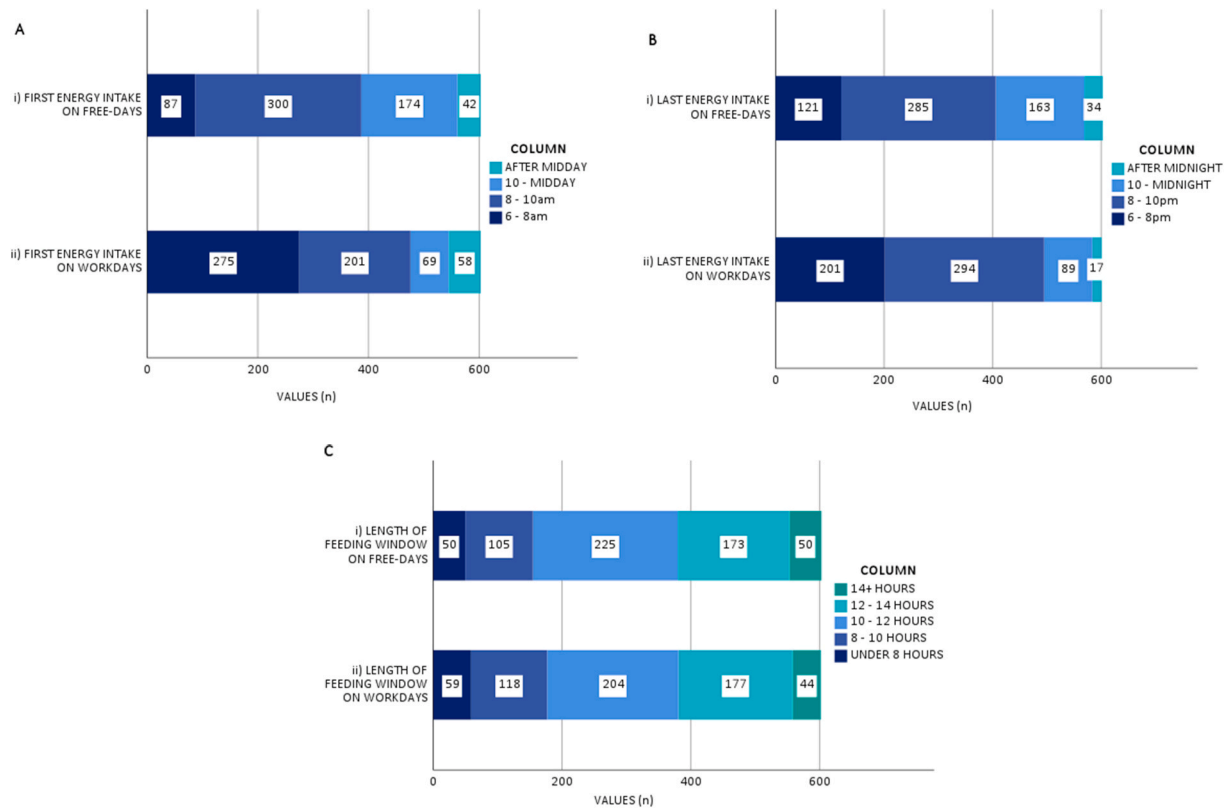 A
i) FIRST ENERGY INTAKE
ON FREE-DAYS
87 300 174 42
ii) FIRST ENERGY INTAKE
ON WORKDAYS
275 201 69 58
0 200 400 600
VALUES (n)
COLUMN
AFTER MIDDAY
10 - MIDDAY
8 - 10am
6 - 8am
B
i) LAST ENERGY INTAKE
ON FREE-DAYS
121 285 163 34
ii) LAST ENERGY INTAKE
ON WORKDAYS
201 294 89 17
0 200 400 600
VALUES (n)
COLUMN
AFTER MIDNIGHT
10 - MIDNIGHT
8 - 10pm
6 - 8pm
C
i) LENGTH OF
FEEDING WINDOW
ON FREE-DAYS
50 105 225 173 50
ii) LENGTH OF
FEEDING WINDOW
ON WORKDAYS
59 118 204 177 44
0 200 400 600
VALUES (n)
COLUMN
14+ HOURS
12 - 14 HOURS
10 - 12 HOURS
8 - 10 HOURS
UNDER 8 HOURS